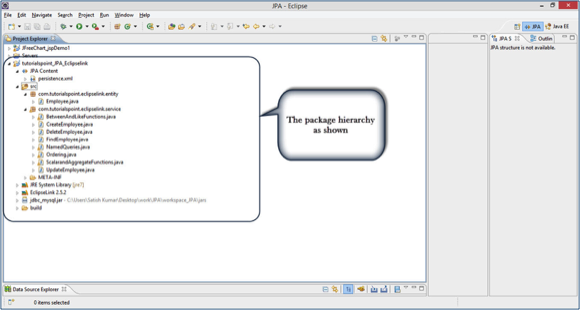 JPA - Eclipse
File Edit Navigate Search Project Run Window Help
JPA Java EE
Project Explorer
JPA S Outlin
JFreeChart_jspDemo1
JPA structure is not available.
Servers
tutorialspoint_JPA_Eclipselink
JPA Content
persistence.xml
src
com.tutorialspoint.eclipselink.entity
Employee.java
com.tutorialspoint.eclipselink.service
BetweenAndLikeFunctions.java
CreateEmployee.java
DeleteEmployee.java
FindEmployee.java
NamedQueries.java
Ordering.java
ScalarandAggregateFunctions.java
UpdateEmployee.java
META-INF
JRE System Library [jre7]
EclipseLink 2.5.2
jdbc_mysql.jar - C:\Users\Satish Kumar\Desktop\work\JPA\workspace_JPA\jars
build
The package hierarchy
as shown
Data Source Explorer
0 items selected